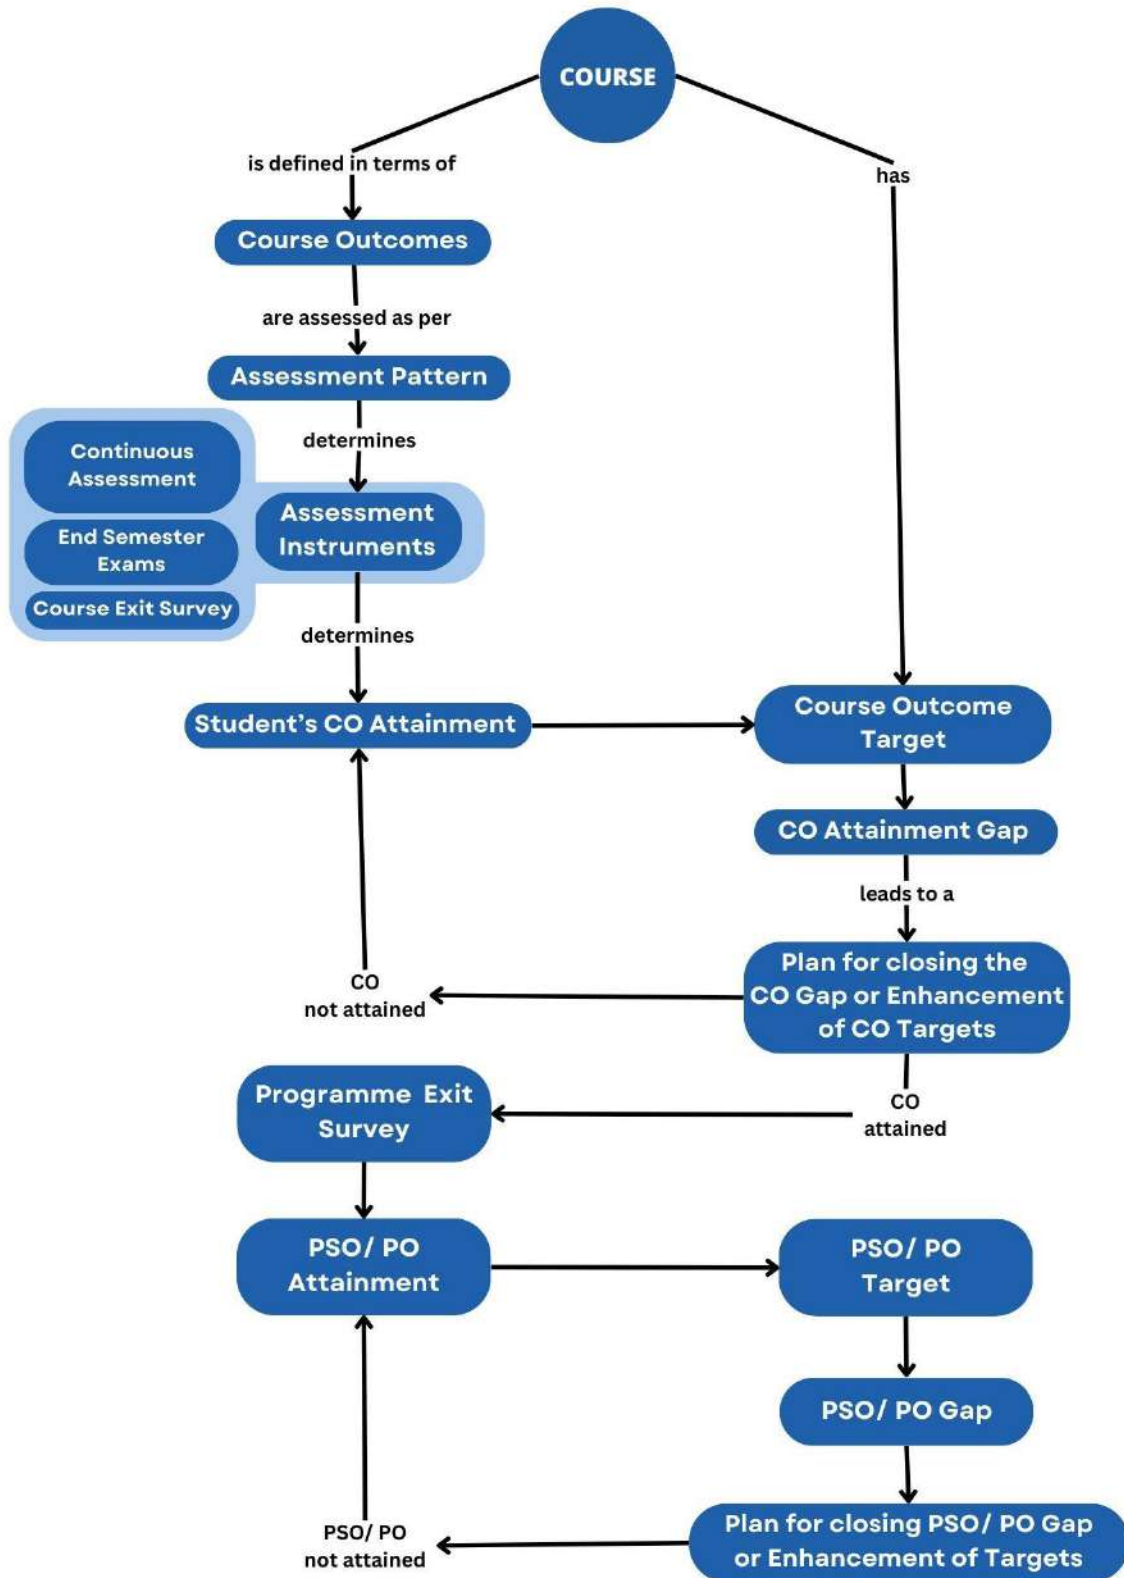 COURSE
is defined in terms of
has
Course Outcomes
are assessed as per
Assessment Pattern
determines
Continuous
Assessment
End Semester
Exams
Course Exit Survey
Assessment
Instruments
determines
Student's CO Attainment
Course Outcome
Target
CO Attainment Gap
leads to a
Plan for closing the
CO Gap or Enhancement
of CO Targets
CO
not attained
CO
attained
Programme Exit
Survey
PSO/ PO
Attainment
PSO/ PO
Target
PSO/ PO Gap
Plan for closing PSO/ PO Gap
or Enhancement of Targets
PSO/ PO
not attained